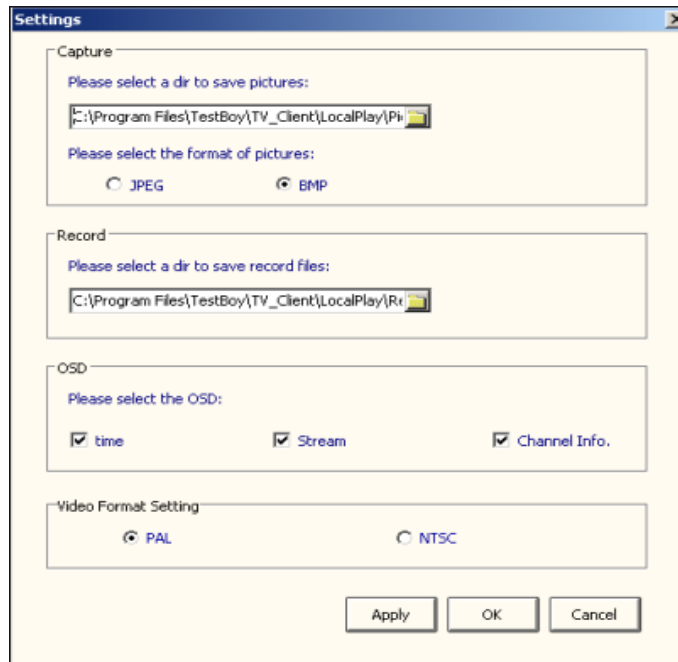 Settings
Capture
Please select a dir to save pictures:
C:\Program Files\TestBoy\TV_Client\LocalPlay\Pi
Please select the format of pictures:
JPEG BMP
Record
Please select a dir to save record files:
C:\Program Files\TestBoy\TV_Client\LocalPlay\Re
OSD
Please select the OSD:
time Stream Channel Info.
Video Format Setting
PAL NTSC
Apply OK Cancel